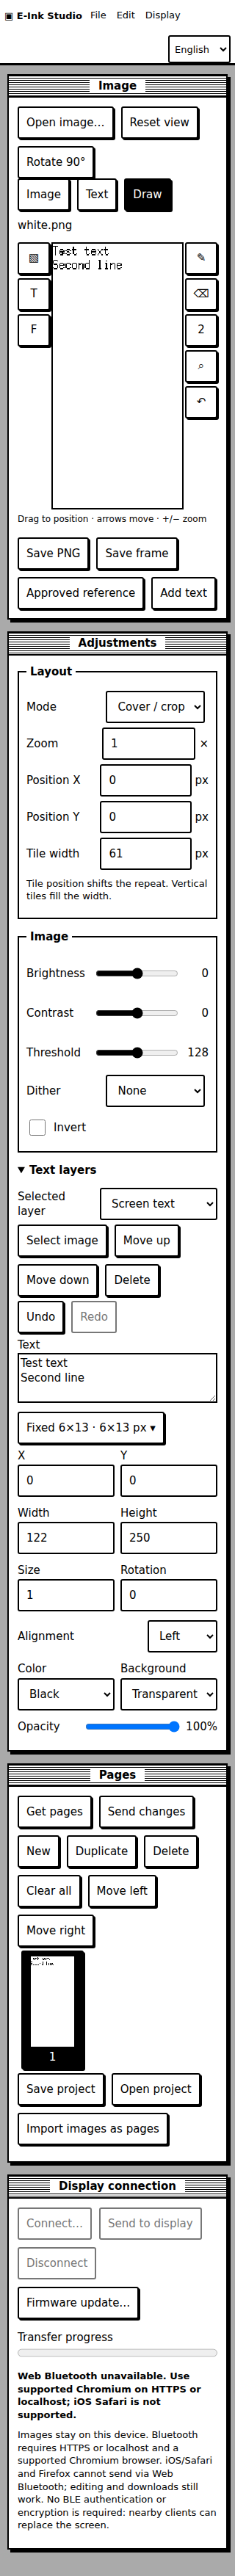 E-Ink Studio File Edit Display
English
Image
Open image... Reset view
Rotate 90°
Image Text Draw
white.png
T
F
2
Test text
Second line
Drag to position · arrows move · +/− zoom
Save PNG Save frame
Approved reference Add text
Adjustments
Layout
Mode Cover / crop
Zoom 1 ×
Position X 0 px
Position Y 0 px
Tile width 61 px
Tile position shifts the repeat. Vertical
tiles fill the width.
Image
Brightness 0
Contrast 0
Threshold 128
Dither None
Invert
▼ Text layers
Selected
layer Screen text
Select image Move up
Move down Delete
Undo Redo
Text
Test text
Second line
Fixed 6×13 · 6×13 px ▾
X Y
0 0
Width Height
122 250
Size Rotation
1 0
Alignment Left
Color Background
Black Transparent
Opacity 100%
Pages
Get pages Send changes
New Duplicate Delete
Clear all Move left
Move right
1
Save project Open project
Import images as pages
Display connection
Connect... Send to display
Disconnect
Firmware update...
Transfer progress
Web Bluetooth unavailable. Use
supported Chromium on HTTPS or
localhost; iOS Safari is not
supported.
Images stay on this device. Bluetooth
requires HTTPS or localhost and a
supported Chromium browser. iOS/Safari
and Firefox cannot send via Web
Bluetooth; editing and downloads still
work. No BLE authentication or
encryption is required: nearby clients can
replace the screen.